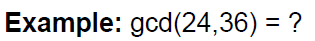 Example: gcd(24,36) = ?